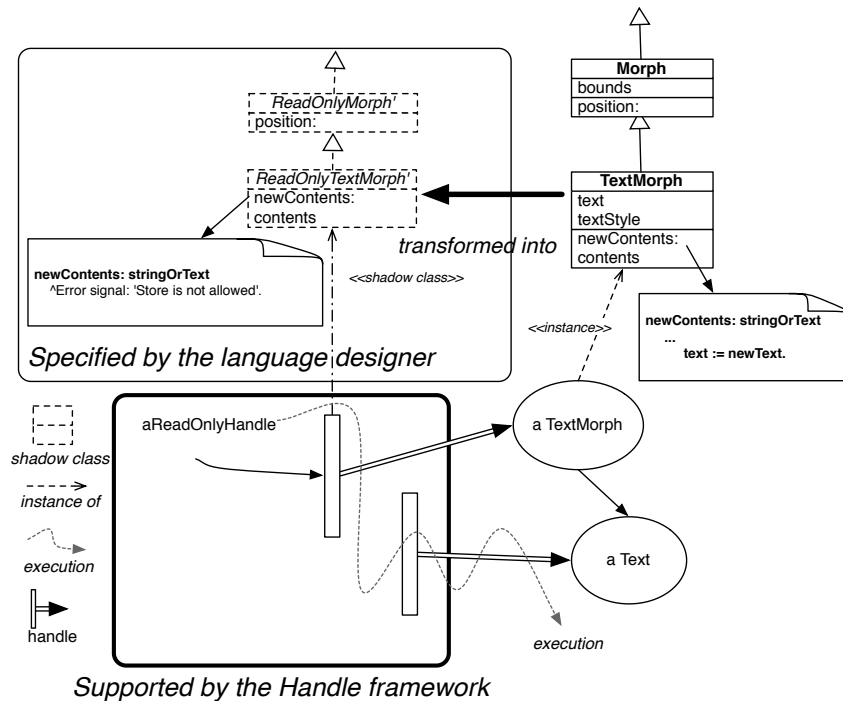 Morph
bounds
position:
ReadOnlyMorph'
position:
ReadOnlyTextMorph'
newContents:
contents
TextMorph
text
textStyle
newContents:
contents
transformed into
newContents: stringOrText
^Error signal: 'Store is not allowed'.
<<shadow class>>
<<instance>>
newContents: stringOrText
...
text := newText.
Specified by the language designer
aReadOnlyHandle
a TextMorph
a Text
shadow class
instance of
execution
handle
execution
Supported by the Handle framework